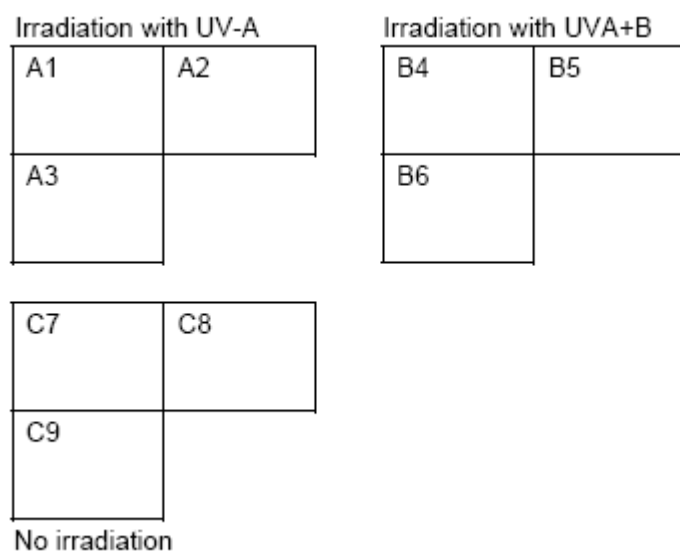 Irradiation with UV-A
A1 A2
A3
Irradiation with UVA+B
B4 B5
B6
C7 C8
C9
No irradiation